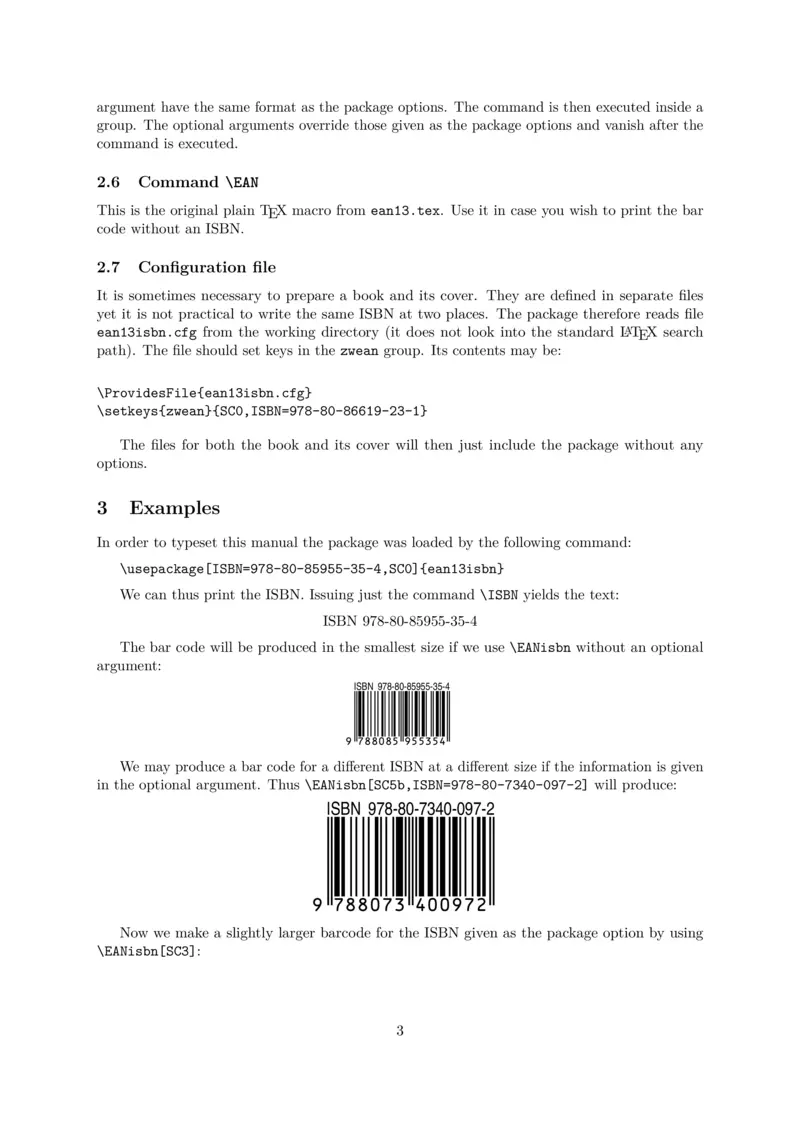 argument have the same format as the package options. The command is then executed inside a
group. The optional arguments override those given as the package options and vanish after the
command is executed.
2.6 Command \EAN
This is the original plain TEX macro from ean13.tex. Use it in case you wish to print the bar
code without an ISBN.
2.7 Configuration file
It is sometimes necessary to prepare a book and its cover. They are defined in separate files
yet it is not practical to write the same ISBN at two places. The package therefore reads file
ean13isbn.cfg from the working directory (it does not look into the standard LATEX search
path). The file should set keys in the zwean group. Its contents may be:
\ProvidesFile{ean13isbn.cfg}
\setkeys{zwean}{SC0,ISBN=978-80-86619-23-1}
The files for both the book and its cover will then just include the package without any
options.
3 Examples
In order to typeset this manual the package was loaded by the following command:
\usepackage[ISBN=978-80-85955-35-4,SC0]{ean13isbn}
We can thus print the ISBN. Issuing just the command \ISBN yields the text:
ISBN 978-80-85955-35-4
The bar code will be produced in the smallest size if we use \EANisbn without an optional
argument:
ISBN 978-80-85955-35-4
9 788085 955354
We may produce a bar code for a different ISBN at a different size if the information is given
in the optional argument. Thus \EANisbn[SC5b,ISBN=978-80-7340-097-2] will produce:
ISBN 978-80-7340-097-2
9 788073 400972
Now we make a slightly larger barcode for the ISBN given as the package option by using
\EANisbn[SC3]:
3